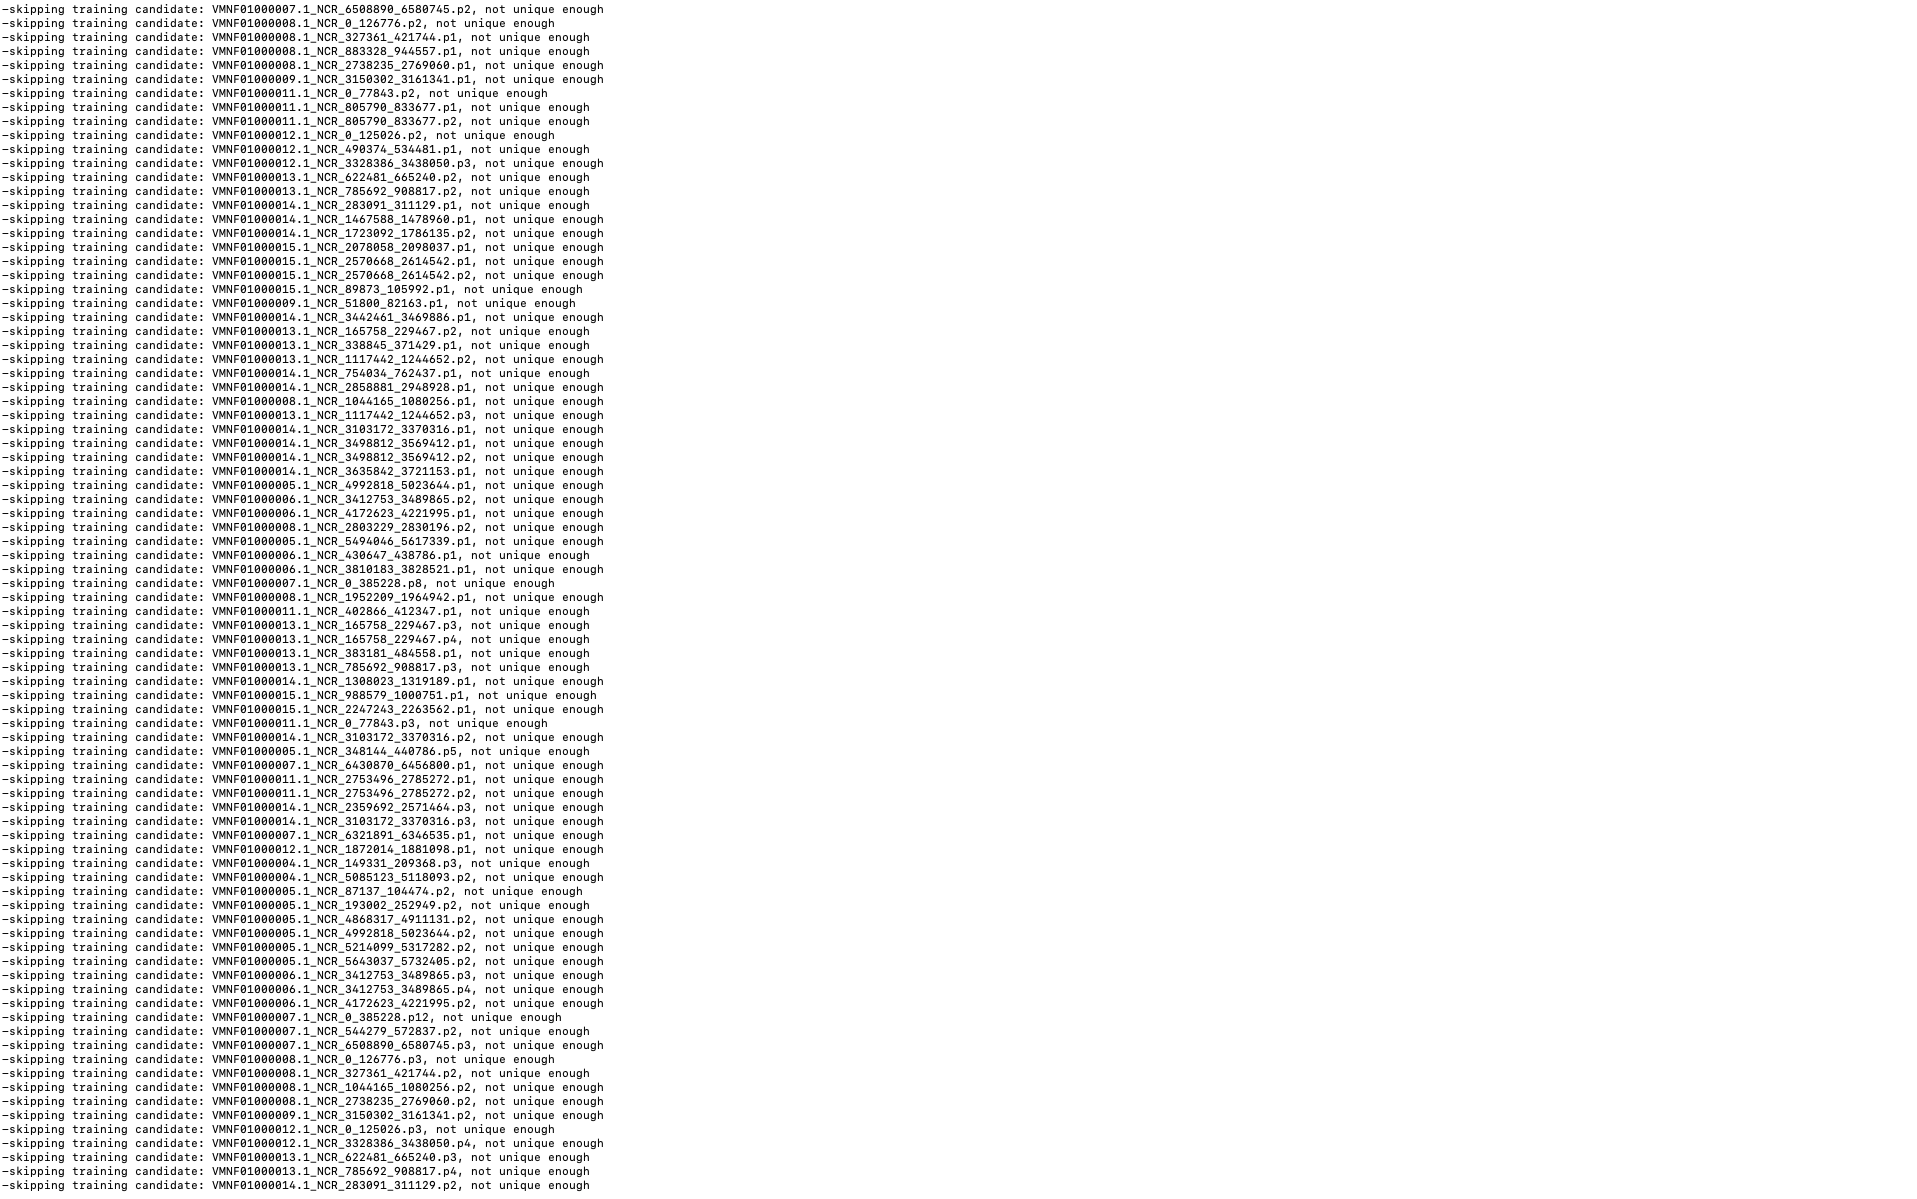 -skipping training candidate: VMNF01000007.1_NCR_6508890_6580745.p2, not unique enough
-skipping training candidate: VMNF01000008.1_NCR_0_126776.p2, not unique enough
-skipping training candidate: VMNF01000008.1_NCR_327361_421744.p1, not unique enough
-skipping training candidate: VMNF01000008.1_NCR_883328_944557.p1, not unique enough
-skipping training candidate: VMNF01000008.1_NCR_2738235_2769060.p1, not unique enough
-skipping training candidate: VMNF01000009.1_NCR_3150302_3161341.p1, not unique enough
-skipping training candidate: VMNF01000011.1_NCR_0_77843.p2, not unique enough
-skipping training candidate: VMNF01000011.1_NCR_805790_833677.p1, not unique enough
-skipping training candidate: VMNF01000011.1_NCR_805790_833677.p2, not unique enough
-skipping training candidate: VMNF01000012.1_NCR_0_125026.p2, not unique enough
-skipping training candidate: VMNF01000012.1_NCR_490374_534481.p1, not unique enough
-skipping training candidate: VMNF01000012.1_NCR_3328386_3438050.p3, not unique enough
-skipping training candidate: VMNF01000013.1_NCR_622481_665240.p2, not unique enough
-skipping training candidate: VMNF01000013.1_NCR_785692_908817.p2, not unique enough
-skipping training candidate: VMNF01000014.1_NCR_283091_311129.p1, not unique enough
-skipping training candidate: VMNF01000014.1_NCR_1467588_1478960.p1, not unique enough
-skipping training candidate: VMNF01000014.1_NCR_1723092_1786135.p2, not unique enough
-skipping training candidate: VMNF01000015.1_NCR_2078058_2098037.p1, not unique enough
-skipping training candidate: VMNF01000015.1_NCR_2570668_2614542.p1, not unique enough
-skipping training candidate: VMNF01000015.1_NCR_2570668_2614542.p2, not unique enough
-skipping training candidate: VMNF01000015.1_NCR_89873_105992.p1, not unique enough
-skipping training candidate: VMNF01000009.1_NCR_51800_82163.p1, not unique enough
-skipping training candidate: VMNF01000014.1_NCR_3442461_3469886.p1, not unique enough
-skipping training candidate: VMNF01000013.1_NCR_165758_229467.p2, not unique enough
-skipping training candidate: VMNF01000013.1_NCR_338845_371429.p1, not unique enough
-skipping training candidate: VMNF01000013.1_NCR_1117442_1244652.p2, not unique enough
-skipping training candidate: VMNF01000014.1_NCR_754034_762437.p1, not unique enough
-skipping training candidate: VMNF01000014.1_NCR_2858881_2948928.p1, not unique enough
-skipping training candidate: VMNF01000008.1_NCR_1044165_1080256.p1, not unique enough
-skipping training candidate: VMNF01000013.1_NCR_1117442_1244652.p3, not unique enough
-skipping training candidate: VMNF01000014.1_NCR_3103172_3370316.p1, not unique enough
-skipping training candidate: VMNF01000014.1_NCR_3498812_3569412.p1, not unique enough
-skipping training candidate: VMNF01000014.1_NCR_3498812_3569412.p2, not unique enough
-skipping training candidate: VMNF01000014.1_NCR_3635842_3721153.p1, not unique enough
-skipping training candidate: VMNF01000005.1_NCR_4992818_5023644.p1, not unique enough
-skipping training candidate: VMNF01000006.1_NCR_3412753_3489865.p2, not unique enough
-skipping training candidate: VMNF01000006.1_NCR_4172623_4221995.p1, not unique enough
-skipping training candidate: VMNF01000008.1_NCR_2803229_2830196.p2, not unique enough
-skipping training candidate: VMNF01000005.1_NCR_5494046_5617339.p1, not unique enough
-skipping training candidate: VMNF01000006.1_NCR_430647_438786.p1, not unique enough
-skipping training candidate: VMNF01000006.1_NCR_3810183_3828521.p1, not unique enough
-skipping training candidate: VMNF01000007.1_NCR_0_385228.p8, not unique enough
-skipping training candidate: VMNF01000008.1_NCR_1952209_1964942.p1, not unique enough
-skipping training candidate: VMNF01000011.1_NCR_402866_412347.p1, not unique enough
-skipping training candidate: VMNF01000013.1_NCR_165758_229467.p3, not unique enough
-skipping training candidate: VMNF01000013.1_NCR_165758_229467.p4, not unique enough
-skipping training candidate: VMNF01000013.1_NCR_383181_484558.p1, not unique enough
-skipping training candidate: VMNF01000013.1_NCR_785692_908817.p3, not unique enough
-skipping training candidate: VMNF01000014.1_NCR_1308023_1319189.p1, not unique enough
-skipping training candidate: VMNF01000015.1_NCR_988579_1000751.p1, not unique enough
-skipping training candidate: VMNF01000015.1_NCR_2247243_2263562.p1, not unique enough
-skipping training candidate: VMNF01000011.1_NCR_0_77843.p3, not unique enough
-skipping training candidate: VMNF01000014.1_NCR_3103172_3370316.p2, not unique enough
-skipping training candidate: VMNF01000005.1_NCR_348144_440786.p5, not unique enough
-skipping training candidate: VMNF01000007.1_NCR_6430870_6456800.p1, not unique enough
-skipping training candidate: VMNF01000011.1_NCR_2753496_2785272.p1, not unique enough
-skipping training candidate: VMNF01000011.1_NCR_2753496_2785272.p2, not unique enough
-skipping training candidate: VMNF01000014.1_NCR_2359692_2571464.p3, not unique enough
-skipping training candidate: VMNF01000014.1_NCR_3103172_3370316.p3, not unique enough
-skipping training candidate: VMNF01000007.1_NCR_6321891_6346535.p1, not unique enough
-skipping training candidate: VMNF01000012.1_NCR_1872014_1881098.p1, not unique enough
-skipping training candidate: VMNF01000004.1_NCR_149331_209368.p3, not unique enough
-skipping training candidate: VMNF01000004.1_NCR_5085123_5118093.p2, not unique enough
-skipping training candidate: VMNF01000005.1_NCR_87137_104474.p2, not unique enough
-skipping training candidate: VMNF01000005.1_NCR_193002_252949.p2, not unique enough
-skipping training candidate: VMNF01000005.1_NCR_4868317_4911131.p2, not unique enough
-skipping training candidate: VMNF01000005.1_NCR_4992818_5023644.p2, not unique enough
-skipping training candidate: VMNF01000005.1_NCR_5214099_5317282.p2, not unique enough
-skipping training candidate: VMNF01000005.1_NCR_5643037_5732405.p2, not unique enough
-skipping training candidate: VMNF01000006.1_NCR_3412753_3489865.p3, not unique enough
-skipping training candidate: VMNF01000006.1_NCR_3412753_3489865.p4, not unique enough
-skipping training candidate: VMNF01000006.1_NCR_4172623_4221995.p2, not unique enough
-skipping training candidate: VMNF01000007.1_NCR_0_385228.p12, not unique enough
-skipping training candidate: VMNF01000007.1_NCR_544279_572837.p2, not unique enough
-skipping training candidate: VMNF01000007.1_NCR_6508890_6580745.p3, not unique enough
-skipping training candidate: VMNF01000008.1_NCR_0_126776.p3, not unique enough
-skipping training candidate: VMNF01000008.1_NCR_327361_421744.p2, not unique enough
-skipping training candidate: VMNF01000008.1_NCR_1044165_1080256.p2, not unique enough
-skipping training candidate: VMNF01000008.1_NCR_2738235_2769060.p2, not unique enough
-skipping training candidate: VMNF01000009.1_NCR_3150302_3161341.p2, not unique enough
-skipping training candidate: VMNF01000012.1_NCR_0_125026.p3, not unique enough
-skipping training candidate: VMNF01000012.1_NCR_3328386_3438050.p4, not unique enough
-skipping training candidate: VMNF01000013.1_NCR_622481_665240.p3, not unique enough
-skipping training candidate: VMNF01000013.1_NCR_785692_908817.p4, not unique enough
-skipping training candidate: VMNF01000014.1_NCR_283091_311129.p2, not unique enough